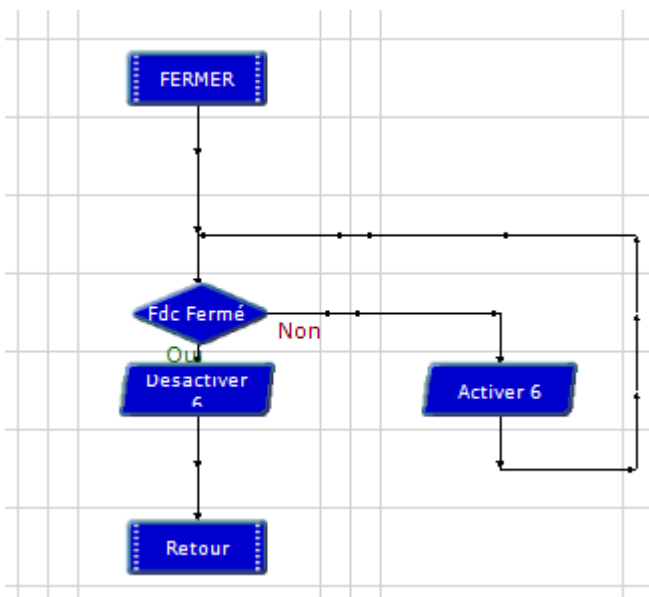 FERMER
Fdc Fermé
Non
Oui
Desactiver
6
Activer 6
Retour